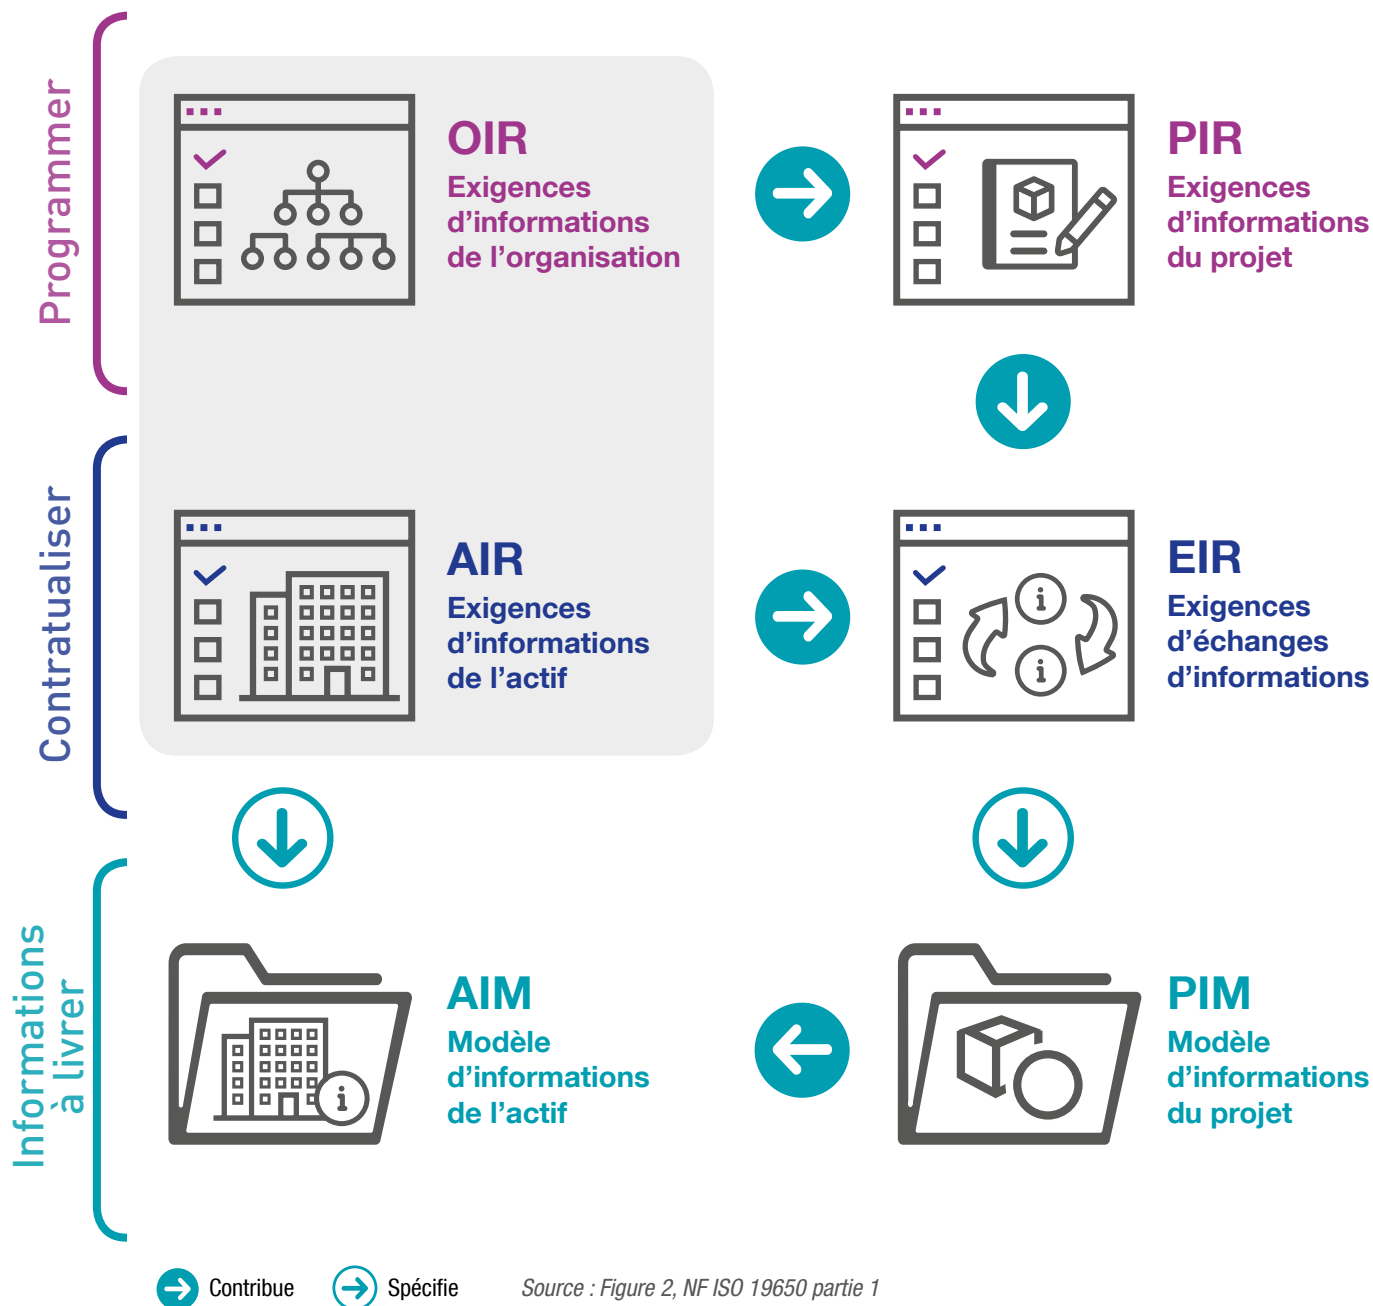 Programmer
OIR
Exigences
d’informations
de l’organisation
PIR
Exigences
d’informations
du projet
Contratualiser
AIR
Exigences
d’informations
de l’actif
EIR
Exigences
d’échanges
d’informations
Informations
à livrer
AIM
Modèle
d’informations
de l’actif
PIM
Modèle
d’informations
du projet
Contribue
Spécifie
Source : Figure 2, NF ISO 19650 partie 1